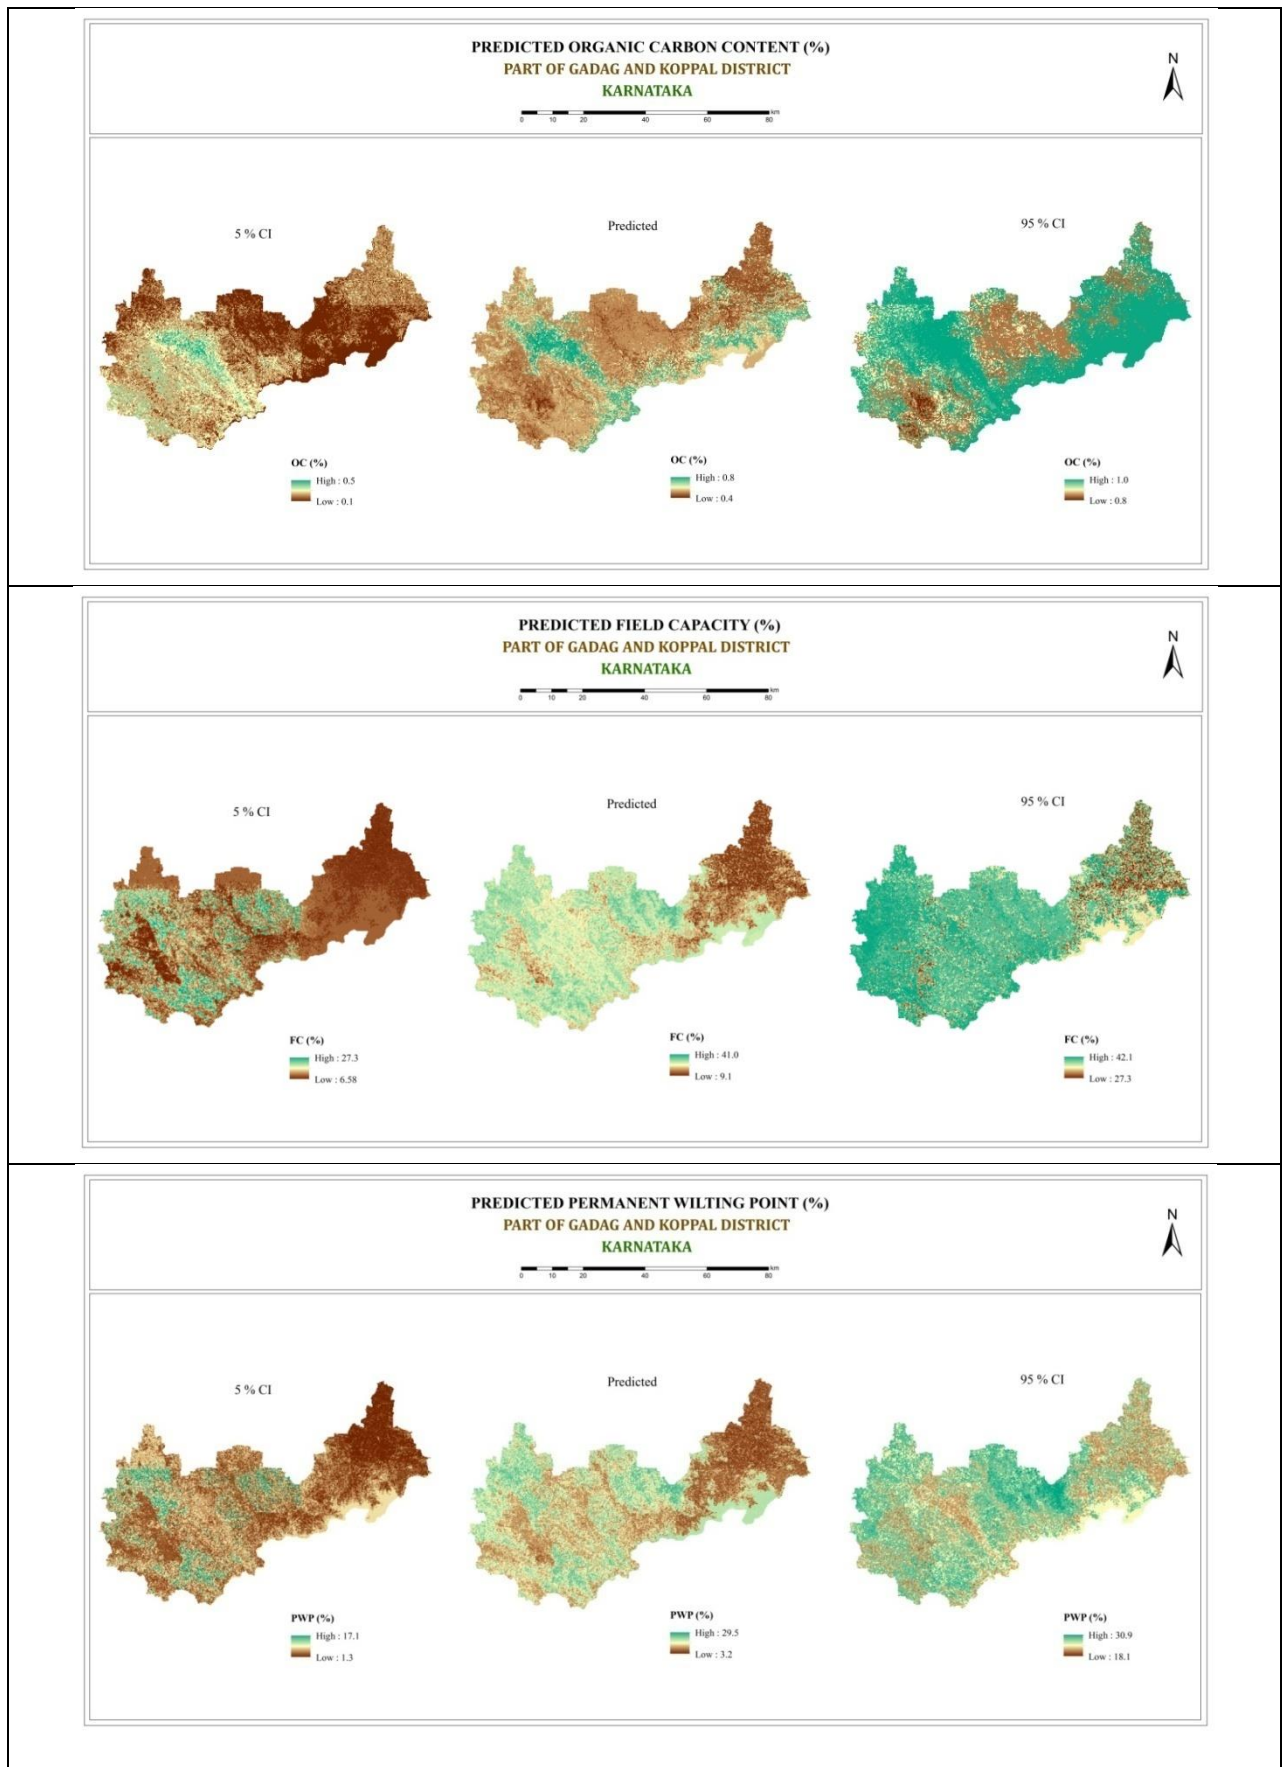 PREDICTED ORGANIC CARBON CONTENT (%)
PART OF GADAG AND KOPPAL DISTRICT
KARNATAKA
N
km
0 10 20 40 60 80
5 % CI
Predicted
95 % CI
OC (%)
High : 0.5
Low : 0.1
OC (%)
High : 0.8
Low : 0.4
OC (%)
High : 1.0
Low : 0.8
PREDICTED FIELD CAPACITY (%)
PART OF GADAG AND KOPPAL DISTRICT
KARNATAKA
N
km
0 10 20 40 60 80
5 % CI
Predicted
95 % CI
FC (%)
High : 27.3
Low : 6.58
FC (%)
High : 41.0
Low : 9.1
FC (%)
High : 42.1
Low : 27.3
PREDICTED PERMANENT WILTING POINT (%)
PART OF GADAG AND KOPPAL DISTRICT
KARNATAKA
N
km
0 10 20 40 60 80
5 % CI
Predicted
95 % CI
PWP (%)
High : 17.1
Low : 1.3
PWP (%)
High : 29.5
Low : 3.2
PWP (%)
High : 30.9
Low : 18.1